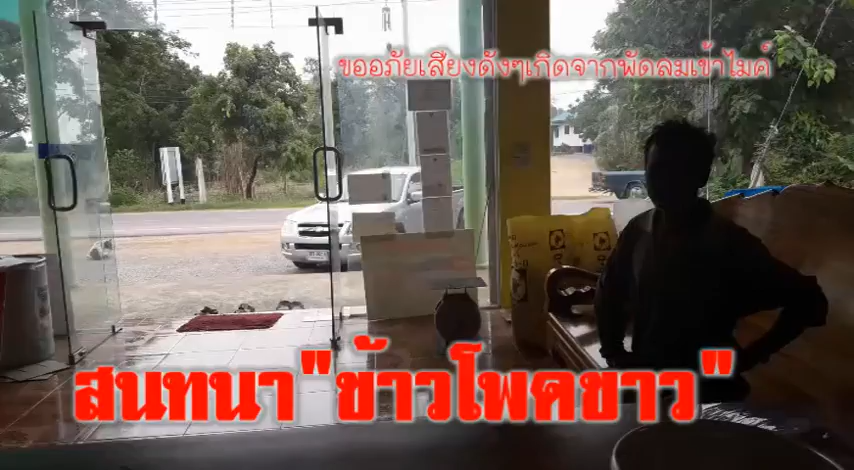 ขออภัยเสียงดังๆเกิดจากพัดลมเข้าไมค์
สนทนา"ข้าวโพดขาว"